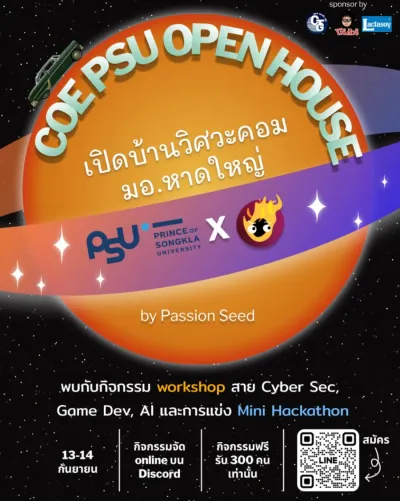 sponsor by
Lactasoy
COE PSU OPEN HOUSE
เปิดบ้านวิศวะคอม
มอ.หาดใหญ่
PSU
PRINCE OF
SONGKLA
UNIVERSITY
X
by Passion Seed
พบกับกิจกรรม workshop สาย Cyber Sec,
Game Dev, AI และการแข่ง Mini Hackathon
13-14
กันยายน
กิจกรรมจัด
online บน
Discord
กิจกรรมฟรี
รับ 300 คน
เท่านั้น
LINE
สมัคร